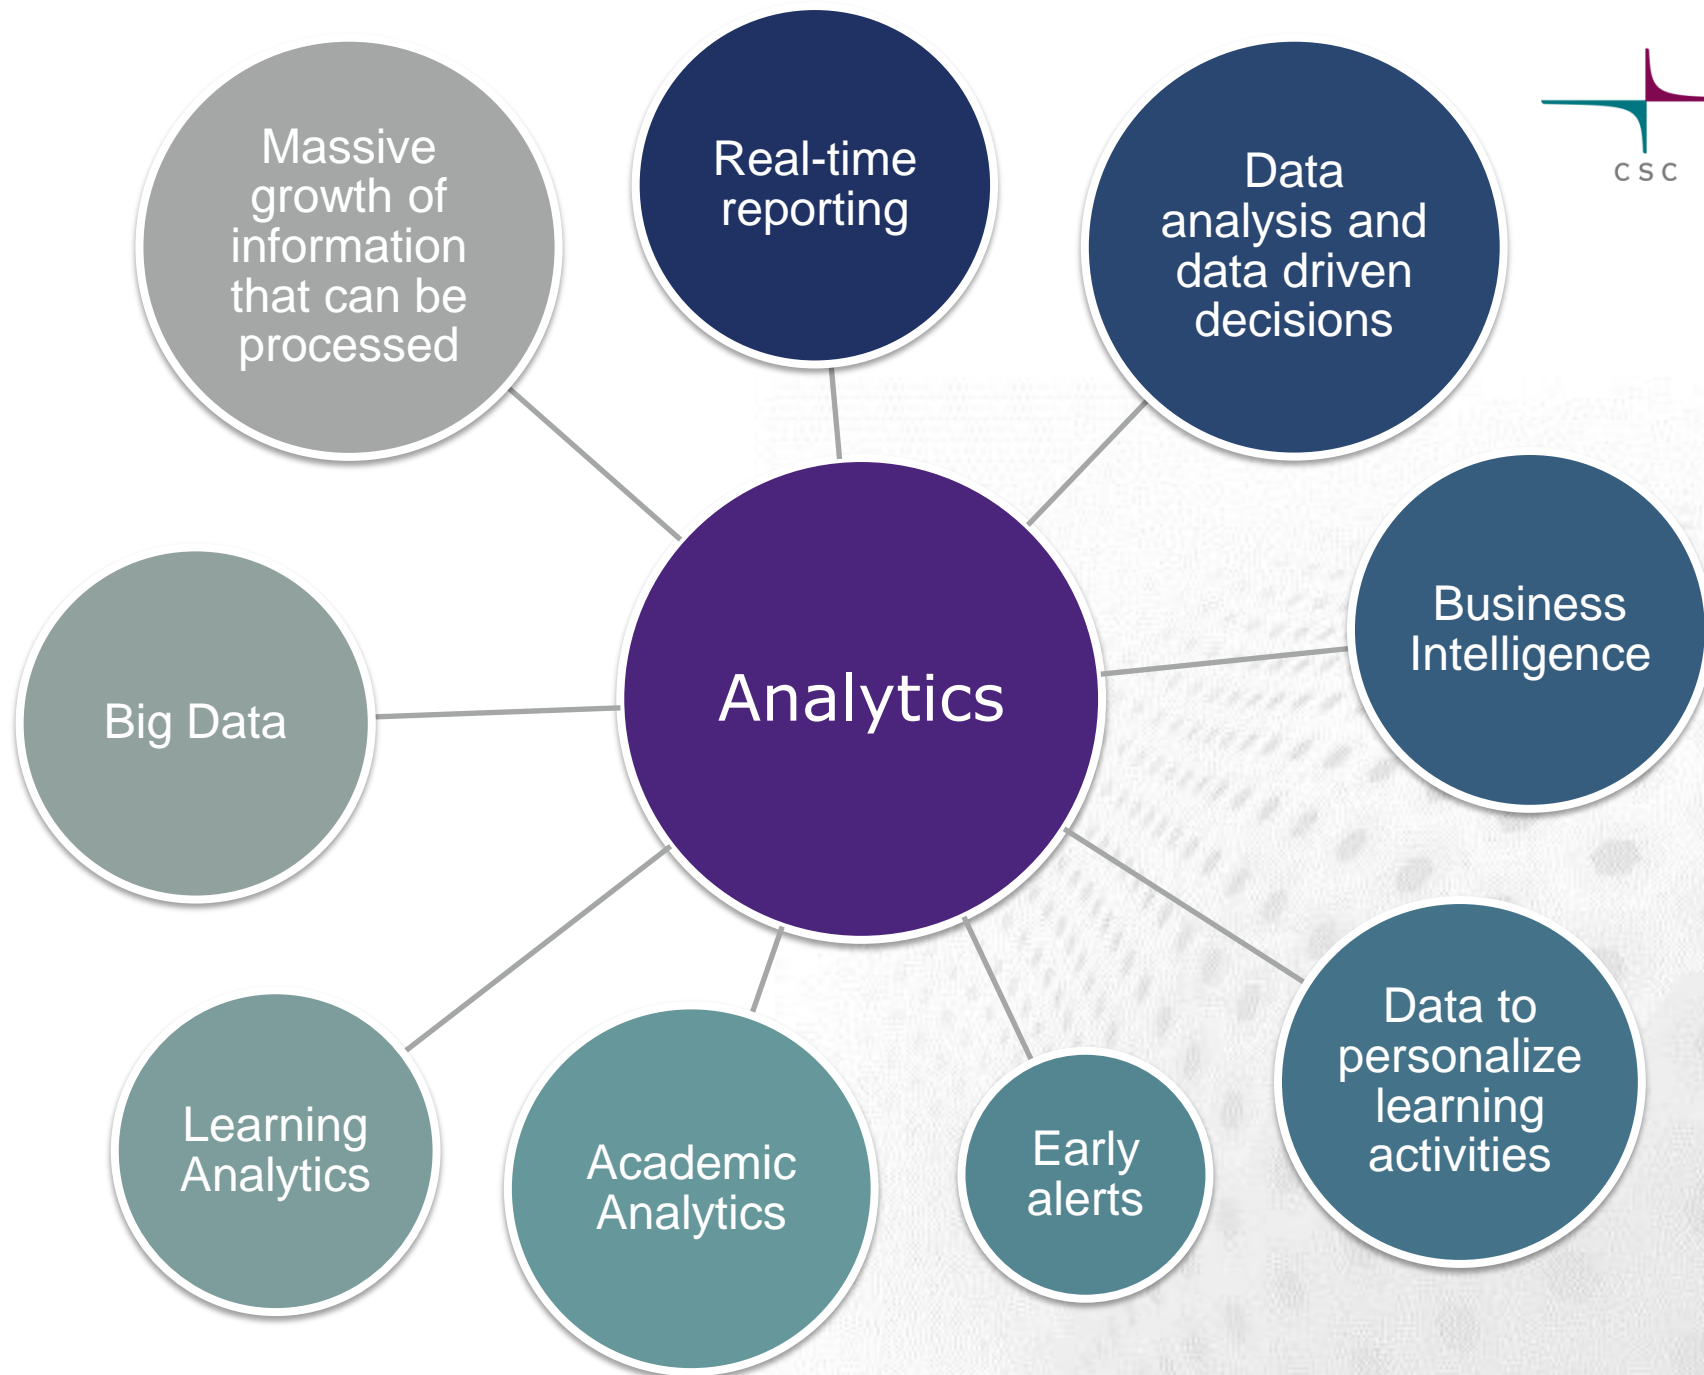 Massive
growth of
information
that can be
processed
Real-time
reporting
Data
analysis and
data driven
decisions
csc
Business
Intelligence
Analytics
Big Data
Data to
personalize
learning
activities
Learning
Analytics
Academic
Analytics
Early
alerts